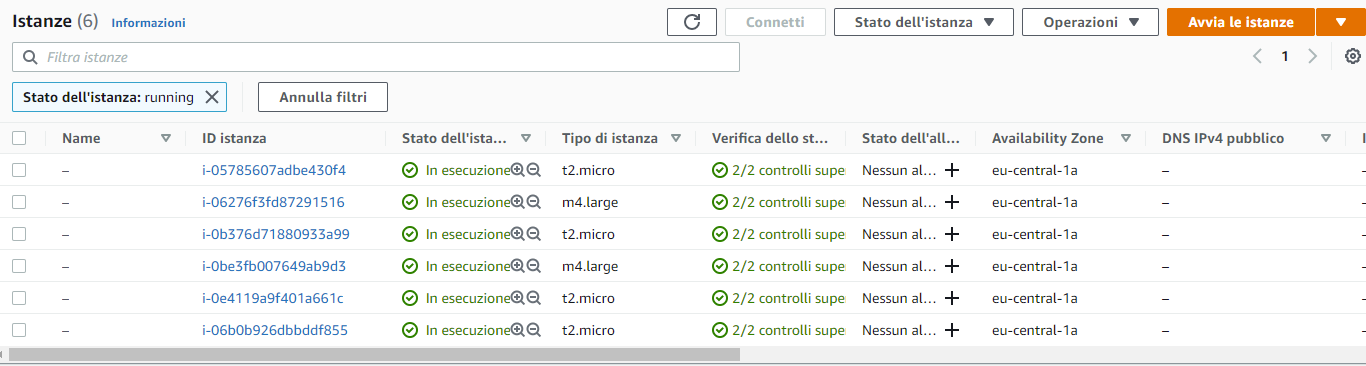 Istanze (6) Informazioni Connetti Stato dell'istanza Operazioni Avvia le istanze
Filtra istanze 1
Stato dell'istanza: running Annulla filtri
Name ID istanza Stato dell'ista... Tipo di istanza Verifica dello st... Stato dell'all... Availability Zone DNS IPv4 pubblico I
– i-05785607adbe430f4 In esecuzione t2.micro 2/2 controlli supe Nessun al... eu-central-1a – –
– i-06276f3fd87291516 In esecuzione m4.large 2/2 controlli supe Nessun al... eu-central-1a – –
– i-0b376d71880933a99 In esecuzione t2.micro 2/2 controlli supe Nessun al... eu-central-1a – –
– i-0be3fb007649ab9d3 In esecuzione m4.large 2/2 controlli supe Nessun al... eu-central-1a – –
– i-0e4119a9f401a661c In esecuzione t2.micro 2/2 controlli supe Nessun al... eu-central-1a – –
– i-06b0b926dbbddf855 In esecuzione t2.micro 2/2 controlli supe Nessun al... eu-central-1a – –